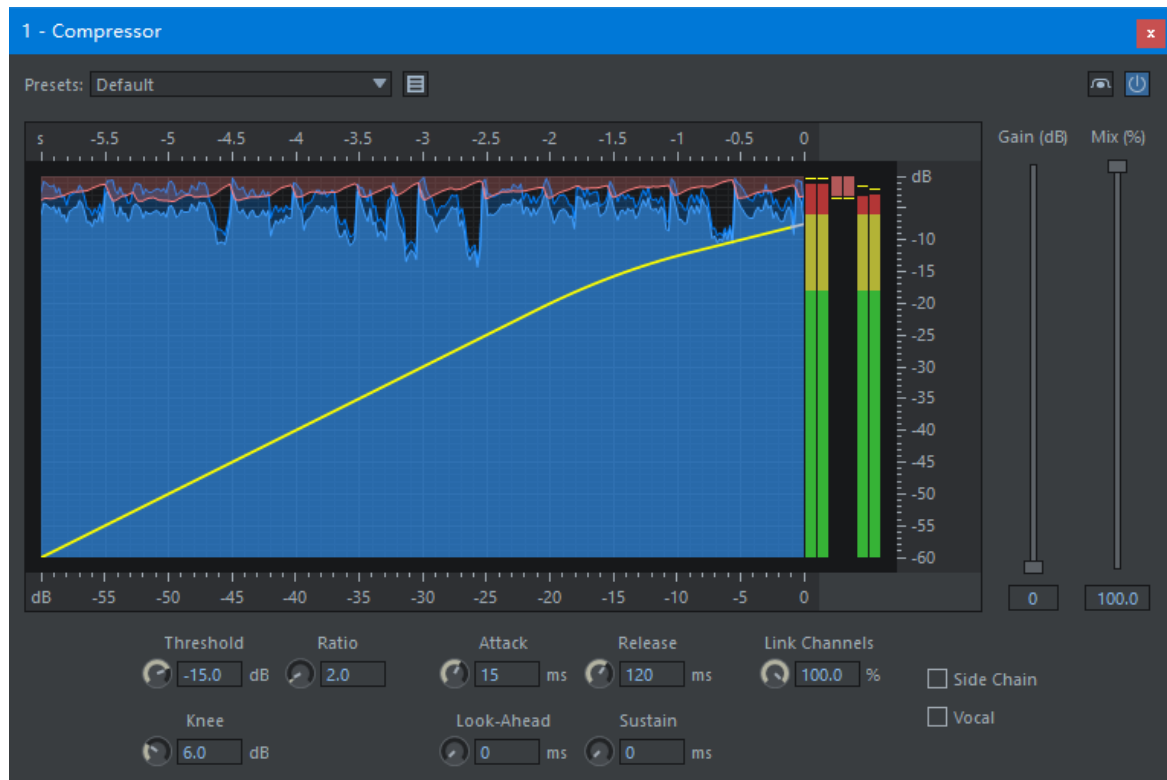 1 - Compressor x
Presets: Default
s -5.5 -5 -4.5 -4 -3.5 -3 -2.5 -2 -1.5 -1 -0.5 0 Gain (dB) Mix (%)
dB
-10
-15
-20
-25
-30
-35
-40
-45
-50
-55
-60
dB -55 -50 -45 -40 -35 -30 -25 -20 -15 -10 -5 0 0 100.0
Threshold Ratio Attack Release Link Channels
-15.0 dB 2.0 15 ms 120 ms 100.0 % Side Chain
Knee Look-Ahead Sustain Vocal
6.0 dB 0 ms 0 ms